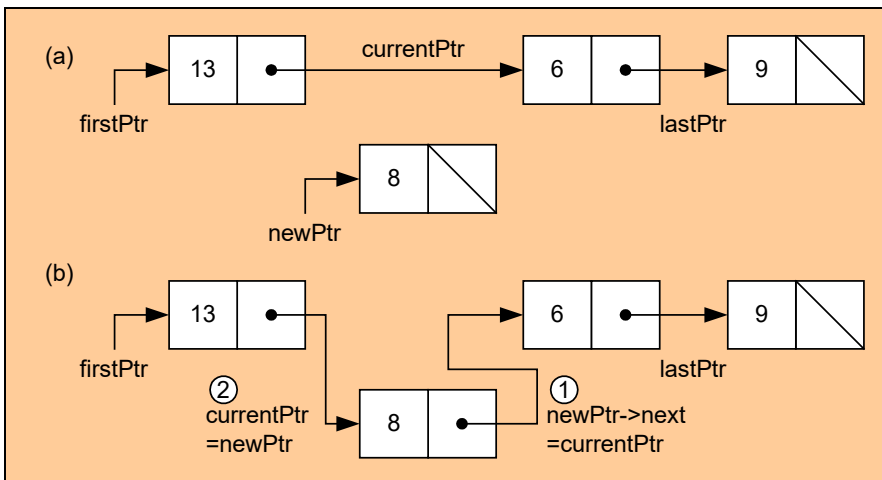 (a)
currentPtr
13
6
9
firstPtr
lastPtr
8
newPtr
(b)
13
6
9
firstPtr
lastPtr
2
currentPtr
=newPtr
8
1
newPtr->next
=currentPtr